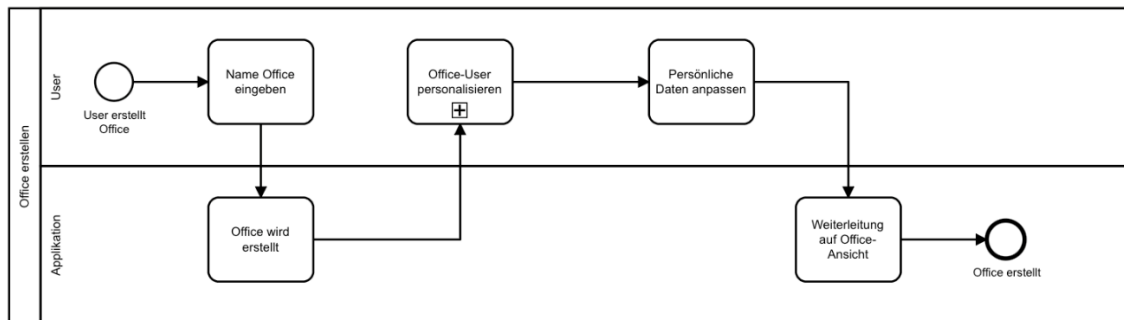 Office erstellen
User
User erstellt
Office
Name Office
eingeben
Office-User
personalisieren
Persönliche
Daten anpassen
Applikation
Office wird
erstellt
Weiterleitung
auf Office-
Ansicht
Office erstellt